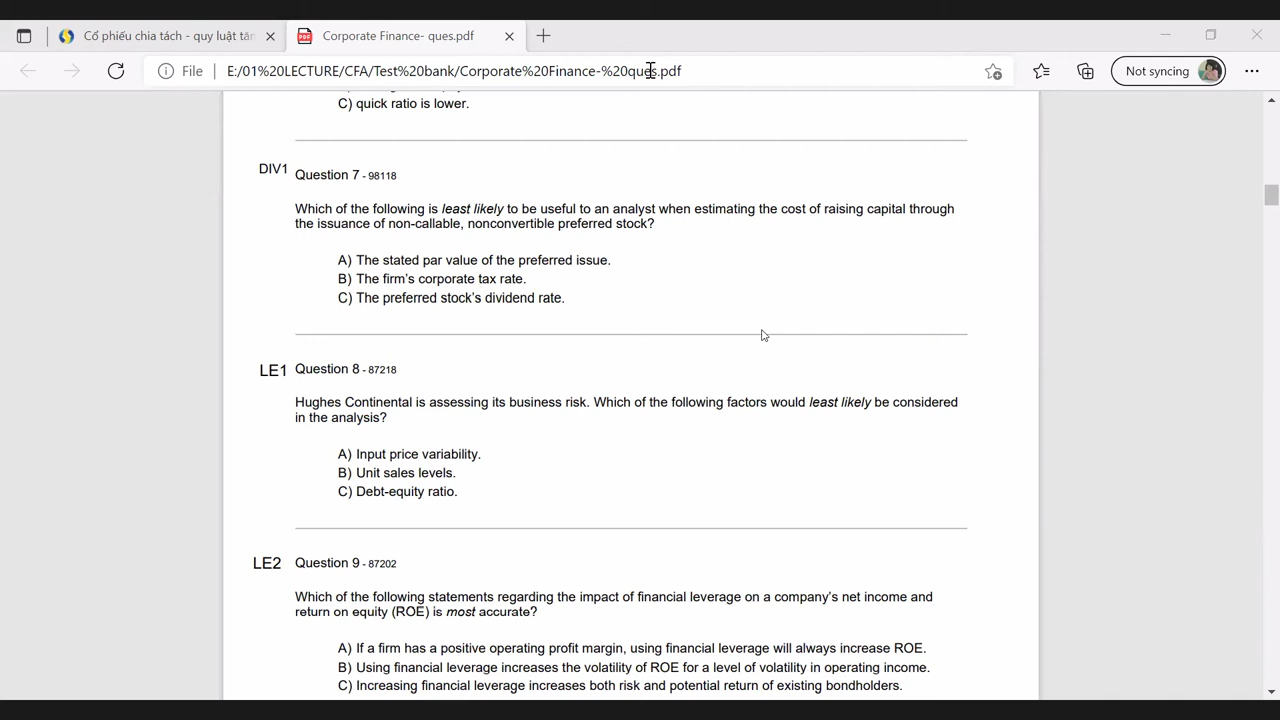 Cổ phiếu chia tách - quy luật tăn
Corporate Finance- ques.pdf
File
E:/01%20LECTURE/CFA/Test%20bank/Corporate%20Finance-%20ques.pdf
Not syncing
C) quick ratio is lower.
DIV1
Question 7 - 98118
Which of the following is least likely to be useful to an analyst when estimating the cost of raising capital through
the issuance of non-callable, nonconvertible preferred stock?
A) The stated par value of the preferred issue.
B) The firm's corporate tax rate.
C) The preferred stock's dividend rate.
LE1
Question 8 - 87218
Hughes Continental is assessing its business risk. Which of the following factors would least likely be considered
in the analysis?
A) Input price variability.
B) Unit sales levels.
C) Debt-equity ratio.
LE2
Question 9 - 87202
Which of the following statements regarding the impact of financial leverage on a company's net income and
return on equity (ROE) is most accurate?
A) If a firm has a positive operating profit margin, using financial leverage will always increase ROE.
B) Using financial leverage increases the volatility of ROE for a level of volatility in operating income.
C) Increasing financial leverage increases both risk and potential return of existing bondholders.